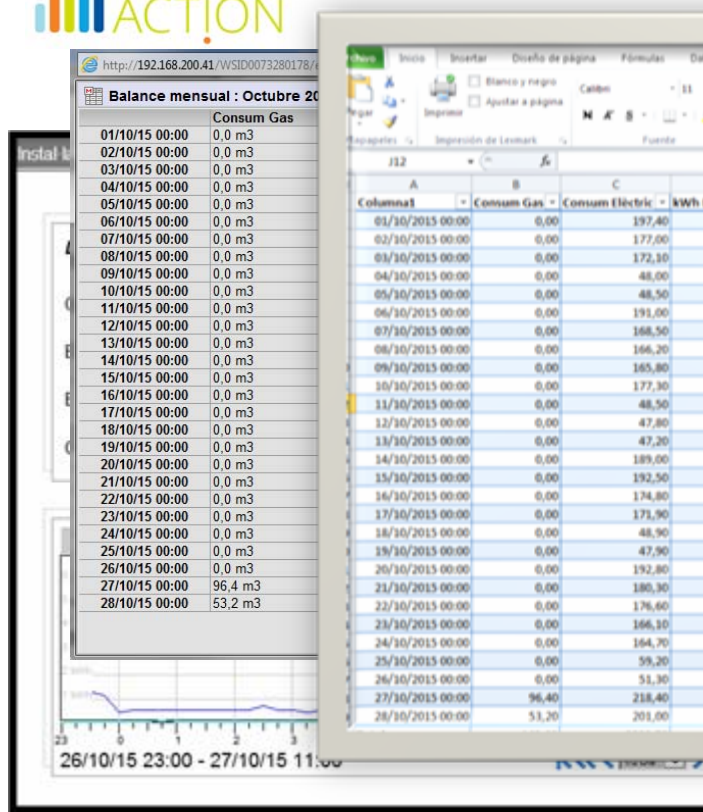 ACTION
http://192.168.200.41/WSID0073280178/
Balance mensual : Octubre 20
Consum Gas
01/10/15 00:00 0,0 m3
02/10/15 00:00 0,0 m3
03/10/15 00:00 0,0 m3
04/10/15 00:00 0,0 m3
05/10/15 00:00 0,0 m3
06/10/15 00:00 0,0 m3
07/10/15 00:00 0,0 m3
08/10/15 00:00 0,0 m3
09/10/15 00:00 0,0 m3
10/10/15 00:00 0,0 m3
11/10/15 00:00 0,0 m3
12/10/15 00:00 0,0 m3
13/10/15 00:00 0,0 m3
14/10/15 00:00 0,0 m3
15/10/15 00:00 0,0 m3
16/10/15 00:00 0,0 m3
17/10/15 00:00 0,0 m3
18/10/15 00:00 0,0 m3
19/10/15 00:00 0,0 m3
20/10/15 00:00 0,0 m3
21/10/15 00:00 0,0 m3
22/10/15 00:00 0,0 m3
23/10/15 00:00 0,0 m3
24/10/15 00:00 0,0 m3
25/10/15 00:00 0,0 m3
26/10/15 00:00 0,0 m3
27/10/15 00:00 96,4 m3
28/10/15 00:00 53,2 m3
Inicio Insertar Diseño de página Fórmulas Da
Blanco y negro
Ajustar a página
Imprimir
Calibri 11
N K S
Impresión de Lexmark Fuente
J12 fx
A B C
Columna1 Consum Gas Consum Elèctric kWh
01/10/2015 00:00 0,00 197,40
02/10/2015 00:00 0,00 177,00
03/10/2015 00:00 0,00 172,10
04/10/2015 00:00 0,00 48,00
05/10/2015 00:00 0,00 48,50
06/10/2015 00:00 0,00 191,00
07/10/2015 00:00 0,00 168,50
08/10/2015 00:00 0,00 166,20
09/10/2015 00:00 0,00 165,80
10/10/2015 00:00 0,00 177,30
11/10/2015 00:00 0,00 48,50
12/10/2015 00:00 0,00 47,80
13/10/2015 00:00 0,00 47,20
14/10/2015 00:00 0,00 189,00
15/10/2015 00:00 0,00 192,50
16/10/2015 00:00 0,00 174,80
17/10/2015 00:00 0,00 171,90
18/10/2015 00:00 0,00 48,90
19/10/2015 00:00 0,00 47,90
20/10/2015 00:00 0,00 192,80
21/10/2015 00:00 0,00 180,30
22/10/2015 00:00 0,00 176,60
23/10/2015 00:00 0,00 166,10
24/10/2015 00:00 0,00 164,70
25/10/2015 00:00 0,00 59,20
26/10/2015 00:00 0,00 51,30
27/10/2015 00:00 96,40 218,40
28/10/2015 00:00 53,20 201,00
23 0 1 2 3
26/10/15 23:00 - 27/10/15 11:00